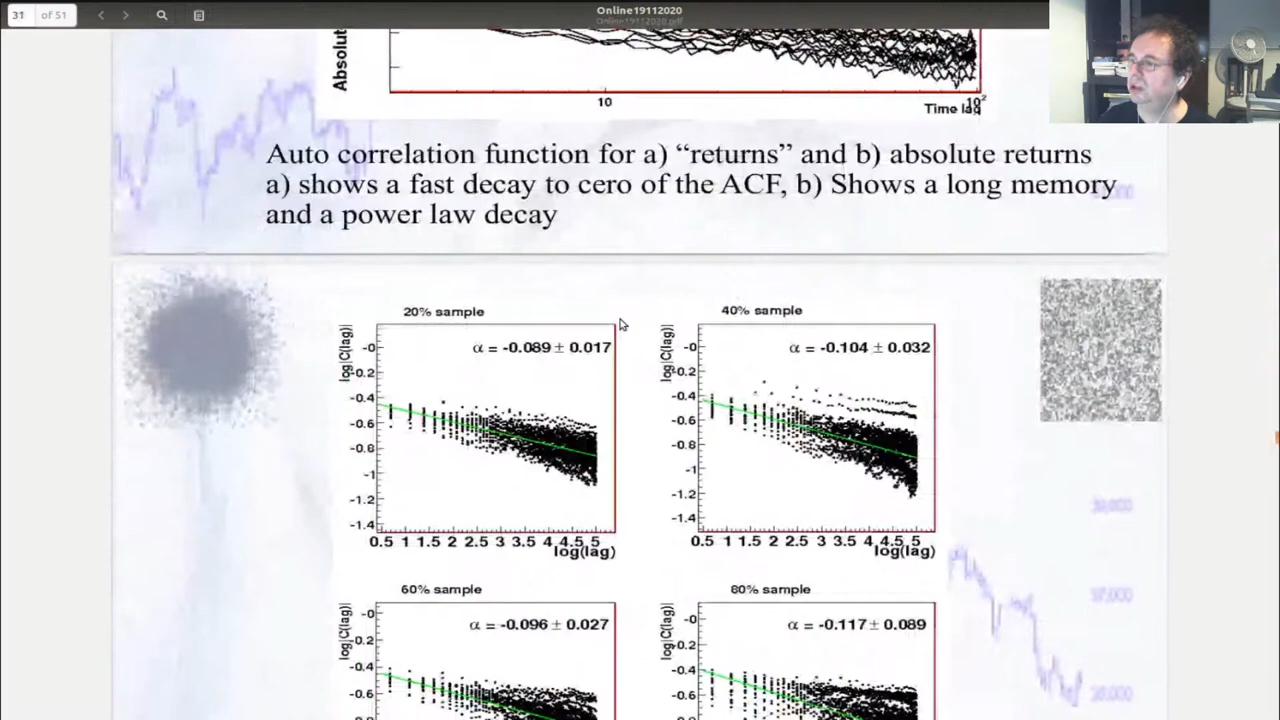 31 of 51
Online19112020
Online19112020.pdf
Absolut
10
10²
Time lag
Auto correlation function for a) “returns” and b) absolute returns
a) shows a fast decay to cero of the ACF, b) Shows a long memory
and a power law decay
20% sample
log|C(lag)|
α = -0.089 ± 0.017
-0
-0.2
-0.4
-0.6
-0.8
-1
-1.2
-1.4
0.5 1 1.5 2 2.5 3 3.5 4 4.5 5
log(lag)
40% sample
log|C(lag)|
α = -0.104 ± 0.032
-0
-0.2
-0.4
-0.6
-0.8
-1
-1.2
-1.4
0.5 1 1.5 2 2.5 3 3.5 4 4.5 5
log(lag)
60% sample
log|C(lag)|
α = -0.096 ± 0.027
-0
-0.2
-0.4
-0.6
80% sample
log|C(lag)|
α = -0.117 ± 0.089
-0
-0.2
-0.4
-0.6